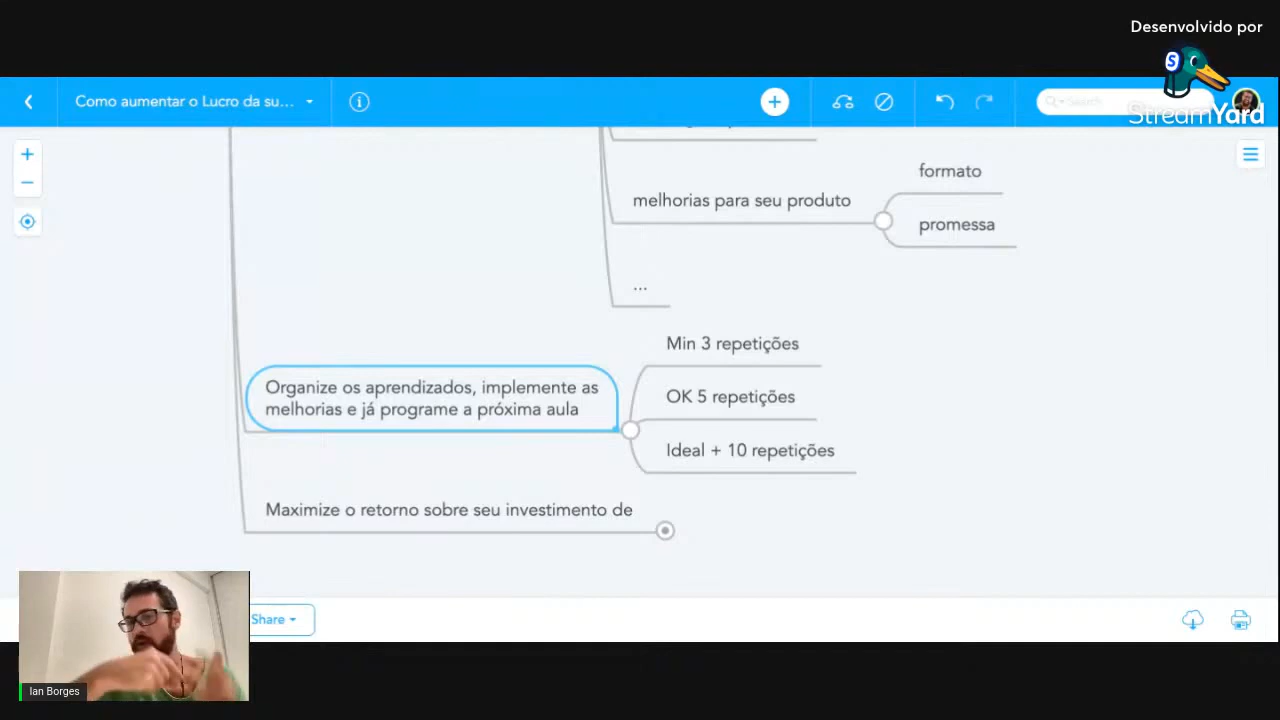 Desenvolvido por
StreamYard
Como aumentar o Lucro da su...
Search
formato
melhorias para seu produto
promessa
...
Min 3 repetições
Organize os aprendizados, implemente as
melhorias e já programe a próxima aula
OK 5 repetições
Ideal + 10 repetições
Maximize o retorno sobre seu investimento de
Share
Ian Borges